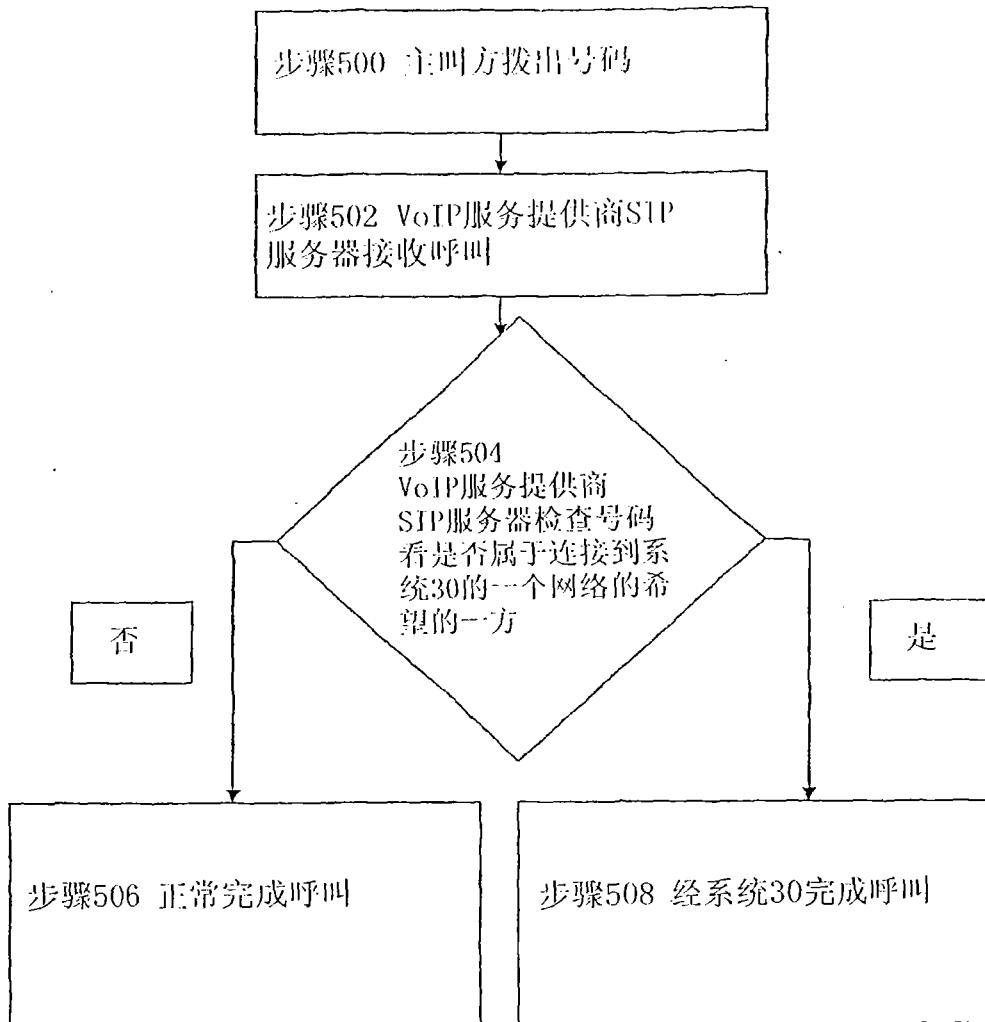 步骤500 主叫方拨出号码
步骤502 VoIP服务提供商SIP
服务器接收呼叫
步骤504
VoIP服务提供商
SIP服务器检查号码
看是否属于连接到系
统30的一个网络的希
望的一方
否
是
步骤506 正常完成呼叫
步骤508 经系统30完成呼叫